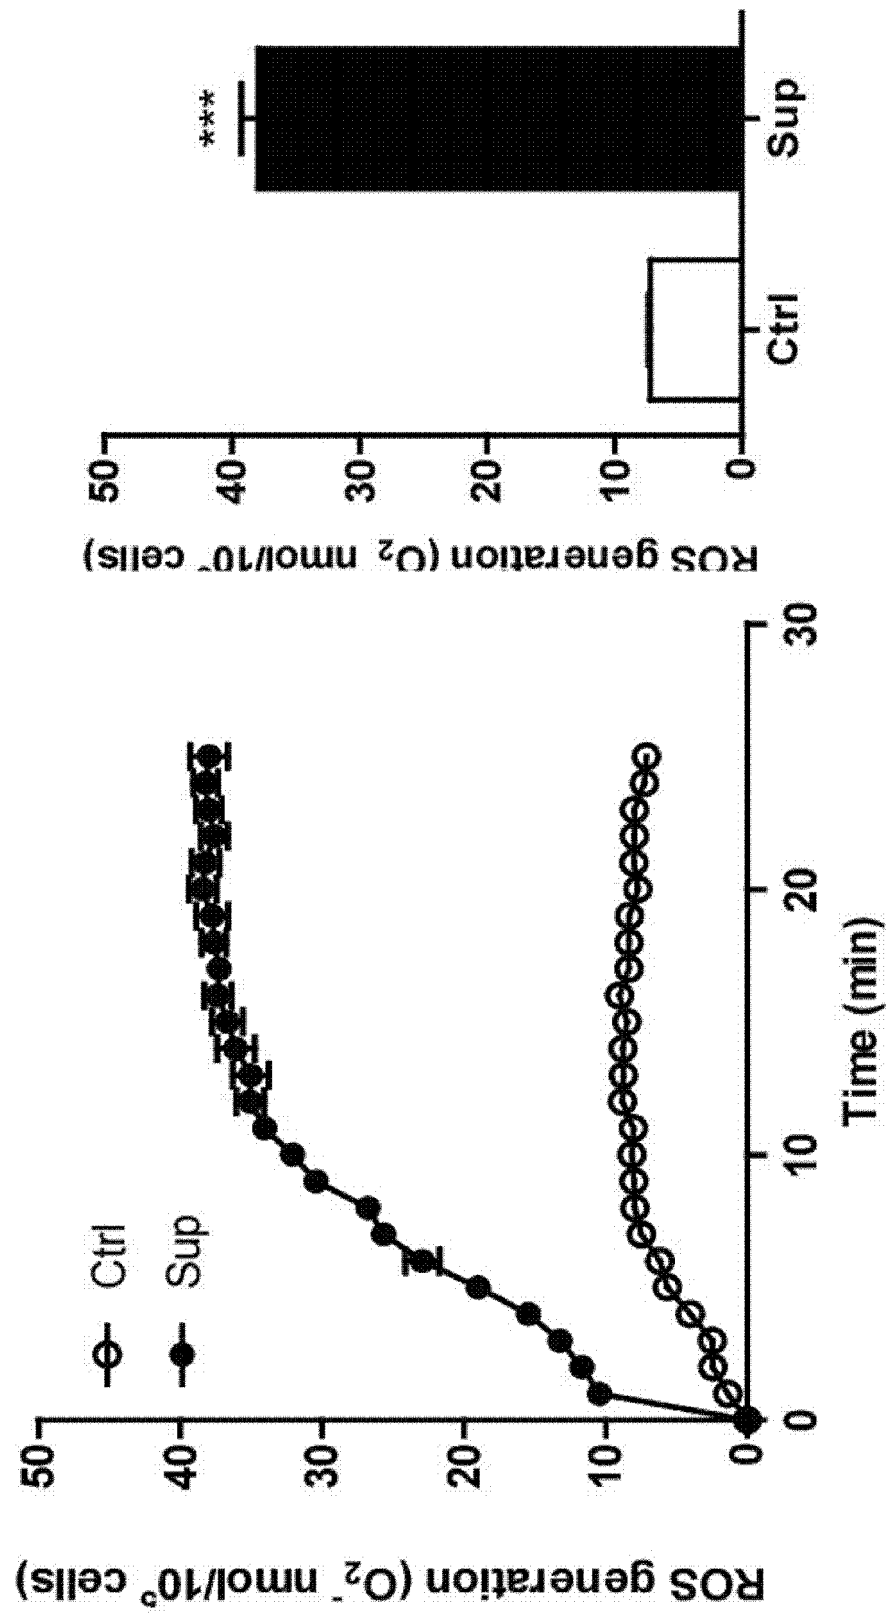 ROS generation (O2- nmol/10⁵ cells)
50
40
30
20
10
0
Ctrl
Sup
0
10
20
30
Time (min)
ROS generation (O2 nmol/10 cells)
50
40
30
20
10
0
***
Ctrl
Sup